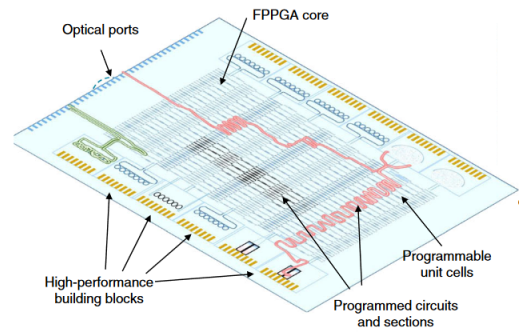 FPPGA core
Optical ports
High-performance
building blocks
Programmable
unit cells
Programmed circuits
and sections